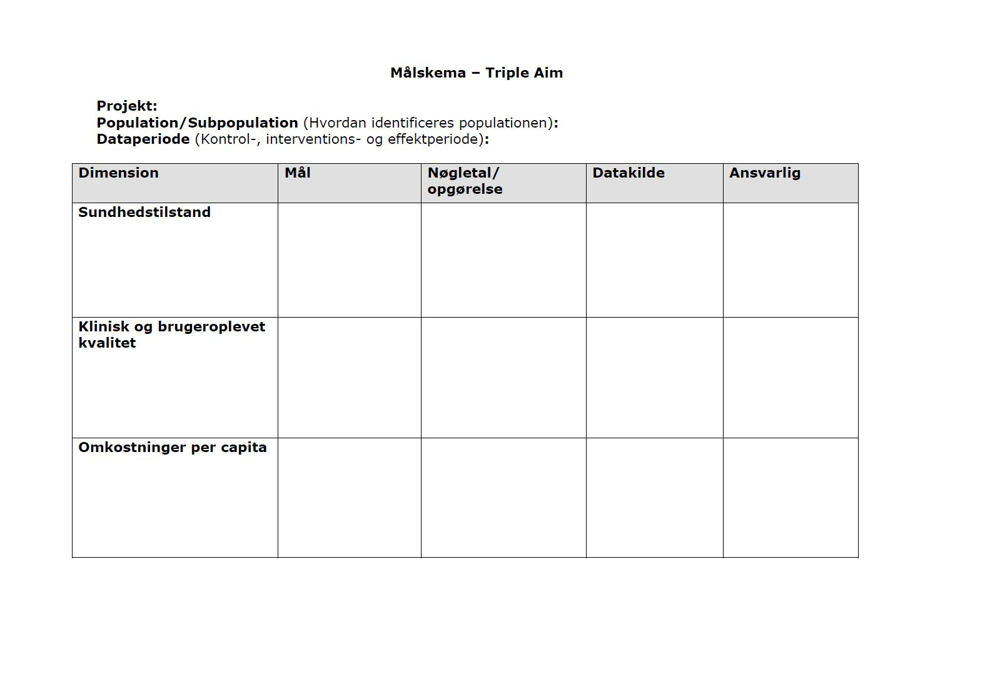 Målskema – Triple Aim
Projekt:
Population/Subpopulation (Hvordan identificeres populationen):
Dataperiode (Kontrol-, interventions- og effektperiode):
Dimension
Mål
Nøgletal/
opgørelse
Datakilde
Ansvarlig
Sundhedstilstand
Klinisk og brugeroplevet
kvalitet
Omkostninger per capita